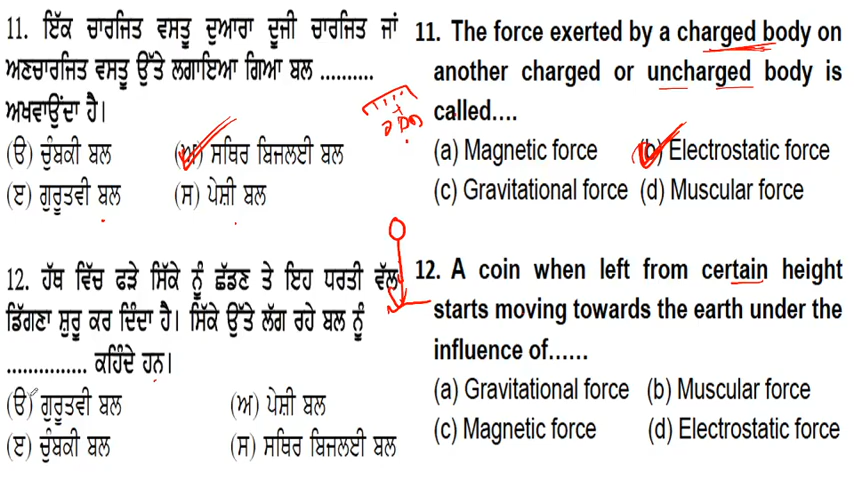 11. ਇੱਕ ਚਾਰਜਿਤ ਵਸਤੂ ਦੁਆਰਾ ਦੂਜੀ ਚਾਰਜਿਤ ਜਾਂ
ਅਣਚਾਰਜਿਤ ਵਸਤੂ ਉੱਤੇ ਲਗਾਇਆ ਗਿਆ ਬਲ ..........
ਅਖਵਾਉਂਦਾ ਹੈ।
(ੳ) ਚੁੰਬਕੀ ਬਲ (ਅ) ਸਥਿਰ ਬਿਜਲਈ ਬਲ
(ੲ) ਗੁਰੂਤਵੀ ਬਲ (ਸ) ਪੇਸ਼ੀ ਬਲ
12. ਹੱਥ ਵਿੱਚ ਫੜੇ ਸਿੱਕੇ ਨੂੰ ਛੱਡਣ ਤੇ ਇਹ ਧਰਤੀ ਵੱਲ
ਡਿੱਗਣਾ ਸ਼ੁਰੂ ਕਰ ਦਿੰਦਾ ਹੈ। ਸਿੱਕੇ ਉੱਤੇ ਲੱਗ ਰਹੇ ਬਲ ਨੂੰ
............... ਕਹਿੰਦੇ ਹਨ।
(ੳ) ਗੁਰੂਤਵੀ ਬਲ (ਅ) ਪੇਸ਼ੀ ਬਲ
(ੲ) ਚੁੰਬਕੀ ਬਲ (ਸ) ਸਥਿਰ ਬਿਜਲਈ ਬਲ
11. The force exerted by a charged body on
another charged or uncharged body is
called....
(a) Magnetic force (b) Electrostatic force
(c) Gravitational force (d) Muscular force
12. A coin when left from certain height
starts moving towards the earth under the
influence of......
(a) Gravitational force (b) Muscular force
(c) Magnetic force (d) Electrostatic force